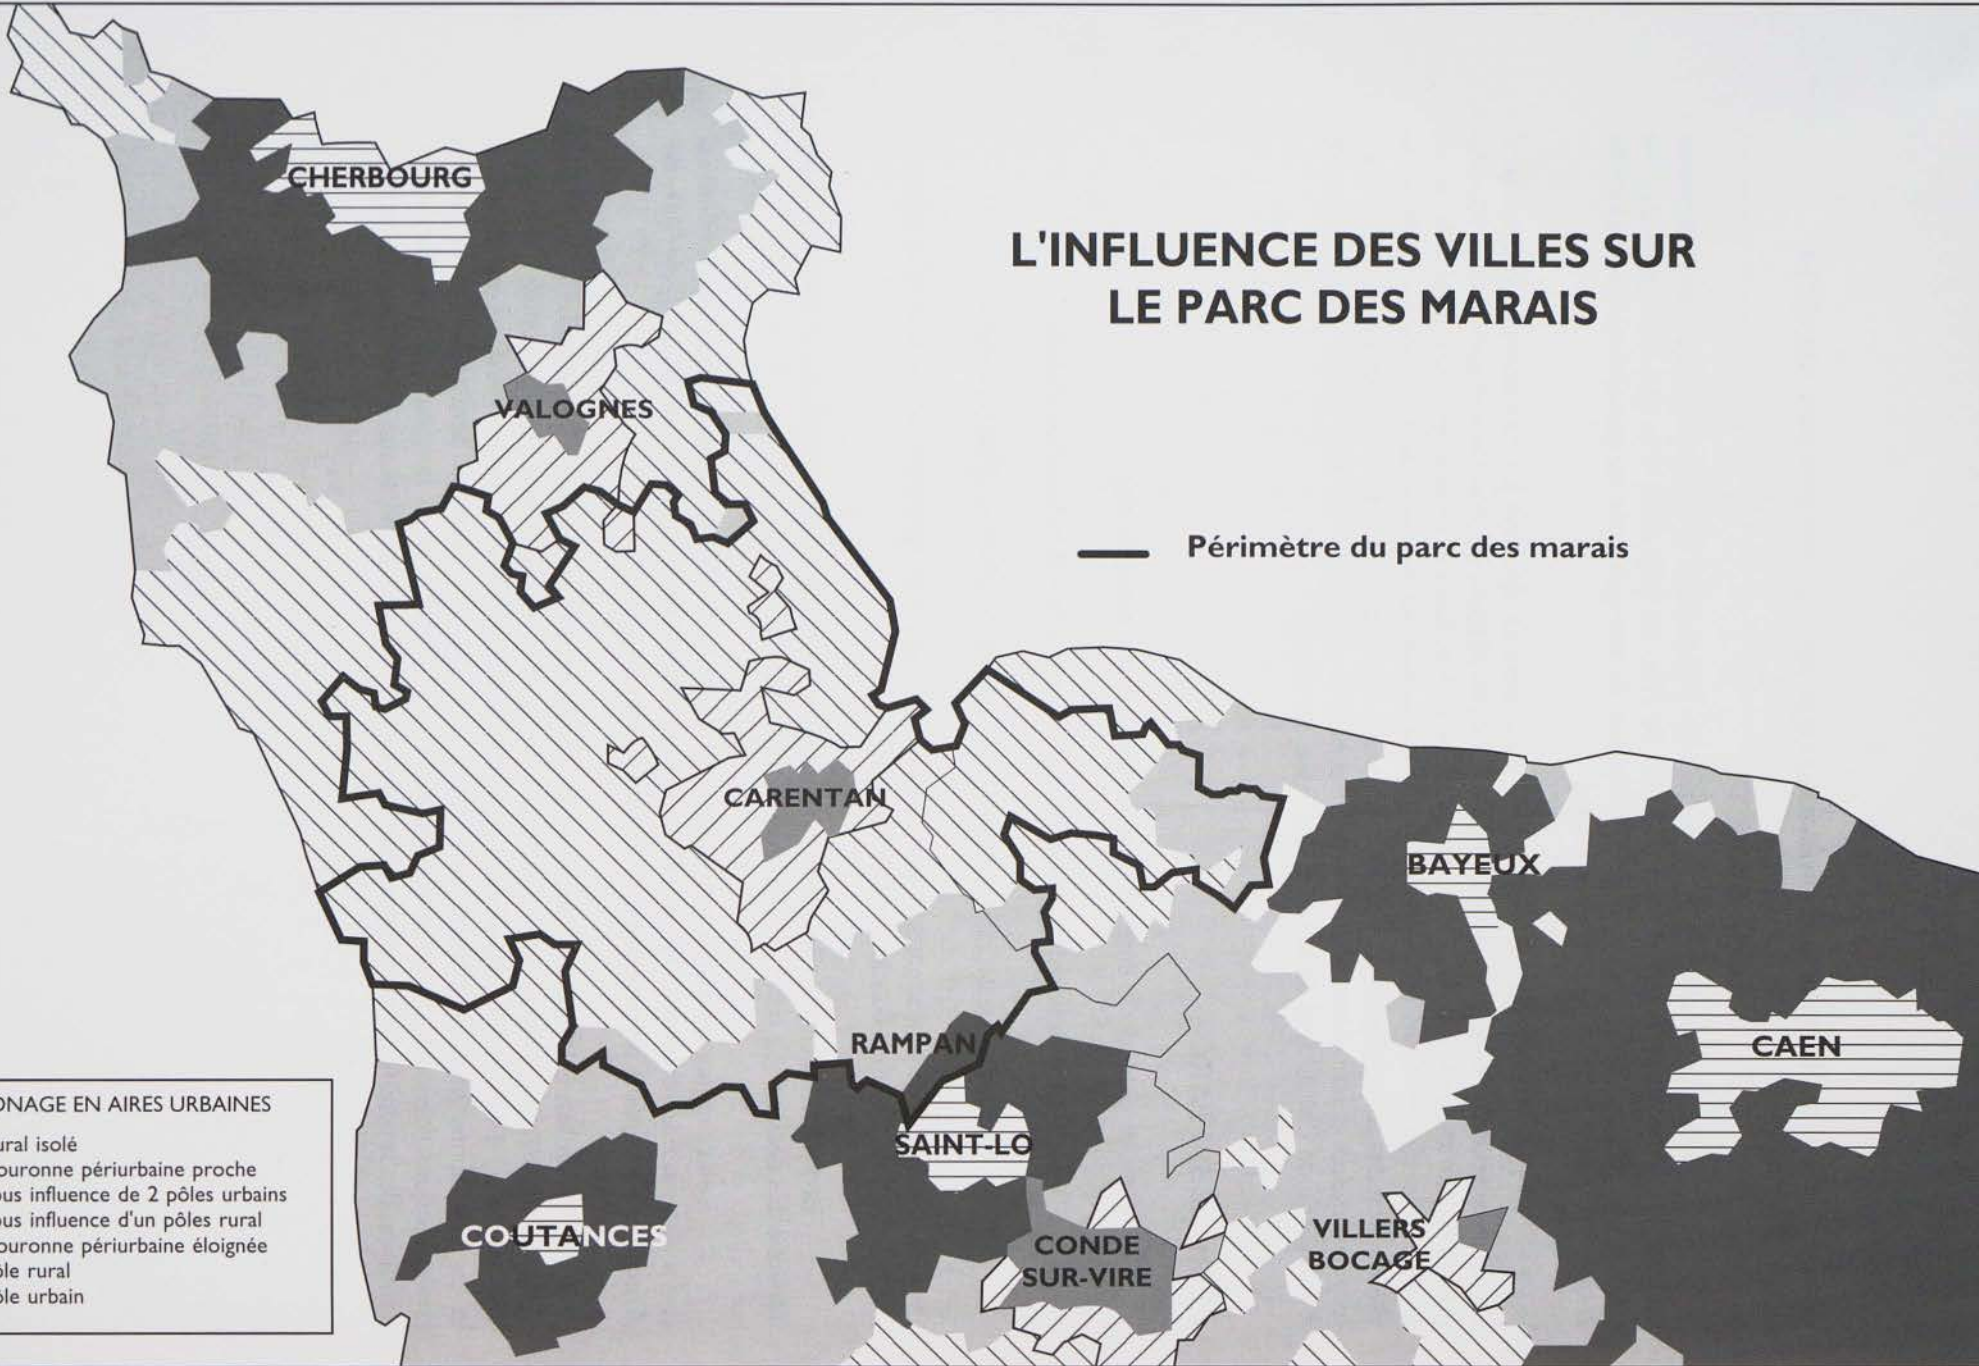 CHERBOURG
L'INFLUENCE DES VILLES SUR
LE PARC DES MARAIS
VALOGNES
Périmètre du parc des marais
CARENTAN
BAYEUX
RAMPAN
CAEN
SAINT-LO
COUTANCES
CONDE
SUR-VIRE
VILLERS
BOCAGE
ONAGE EN AIRES URBAINES
ural isolé
ouronne périurbaine proche
ous influence de 2 pôles urbains
ous influence d'un pôles rural
ouronne périurbaine éloignée
ôle rural
ôle urbain